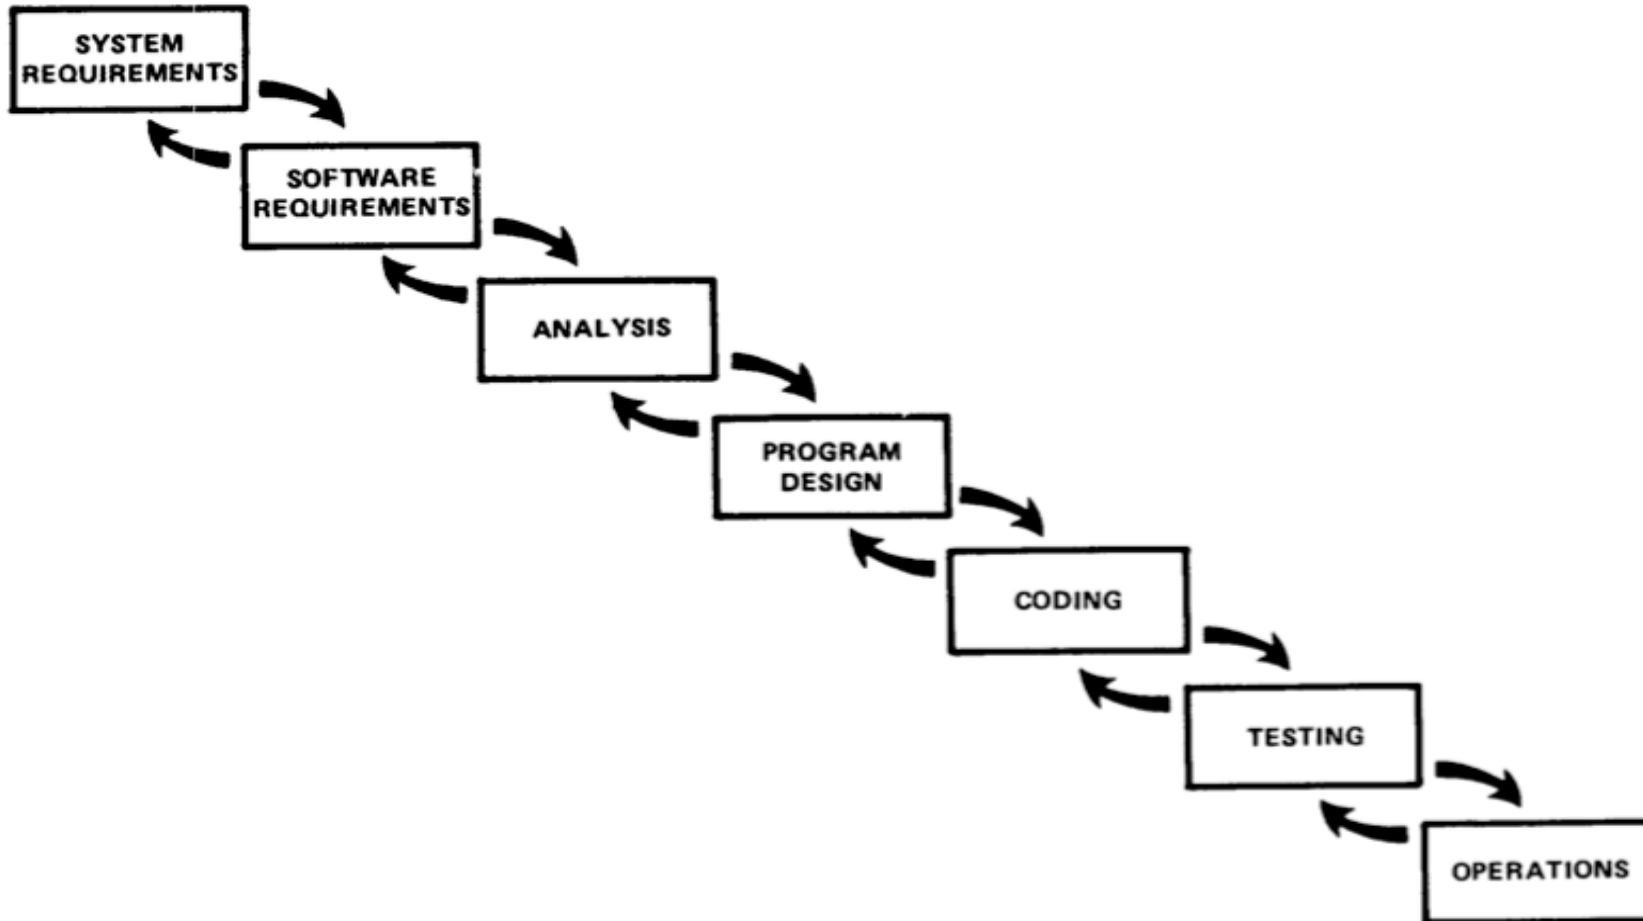 SYSTEM
REQUIREMENTS
SOFTWARE
REQUIREMENTS
ANALYSIS
PROGRAM
DESIGN
CODING
TESTING
OPERATIONS